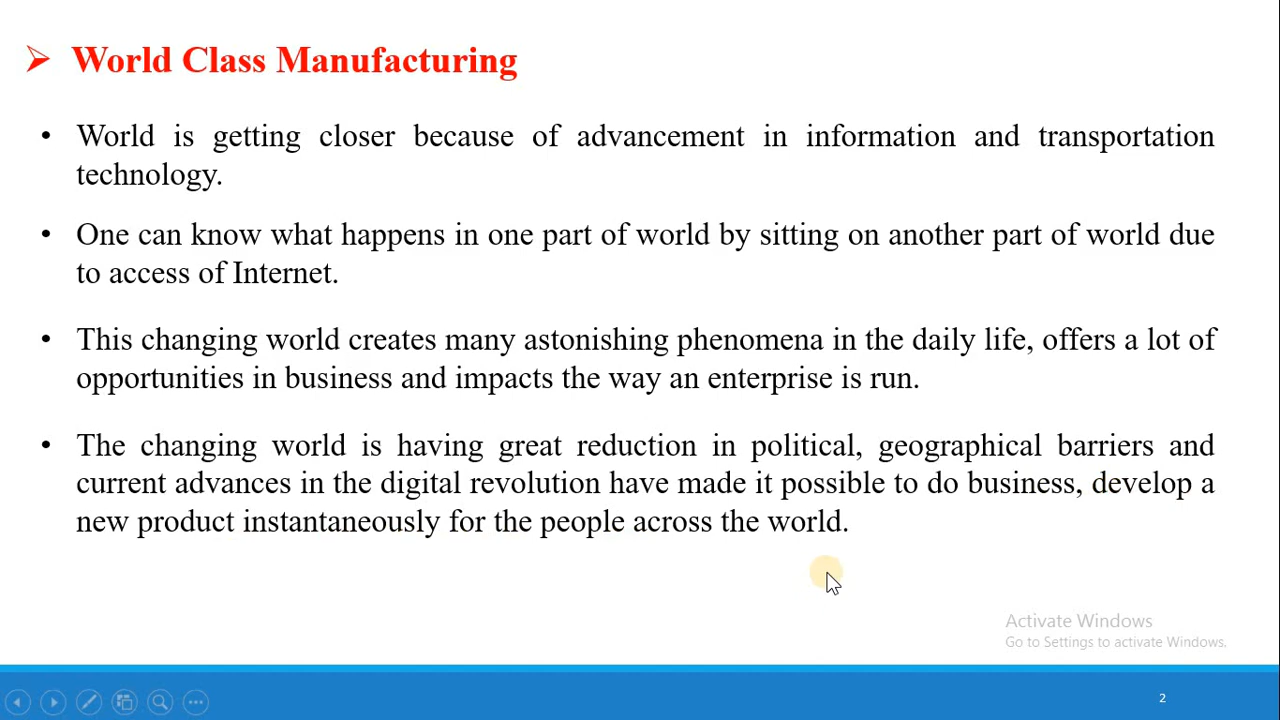 World Class Manufacturing
• World is getting closer because of advancement in information and transportation
technology.
• One can know what happens in one part of world by sitting on another part of world due
to access of Internet.
• This changing world creates many astonishing phenomena in the daily life, offers a lot of
opportunities in business and impacts the way an enterprise is run.
• The changing world is having great reduction in political, geographical barriers and
current advances in the digital revolution have made it possible to do business, develop a
new product instantaneously for the people across the world.
Activate Windows
Go to Settings to activate Windows.
2